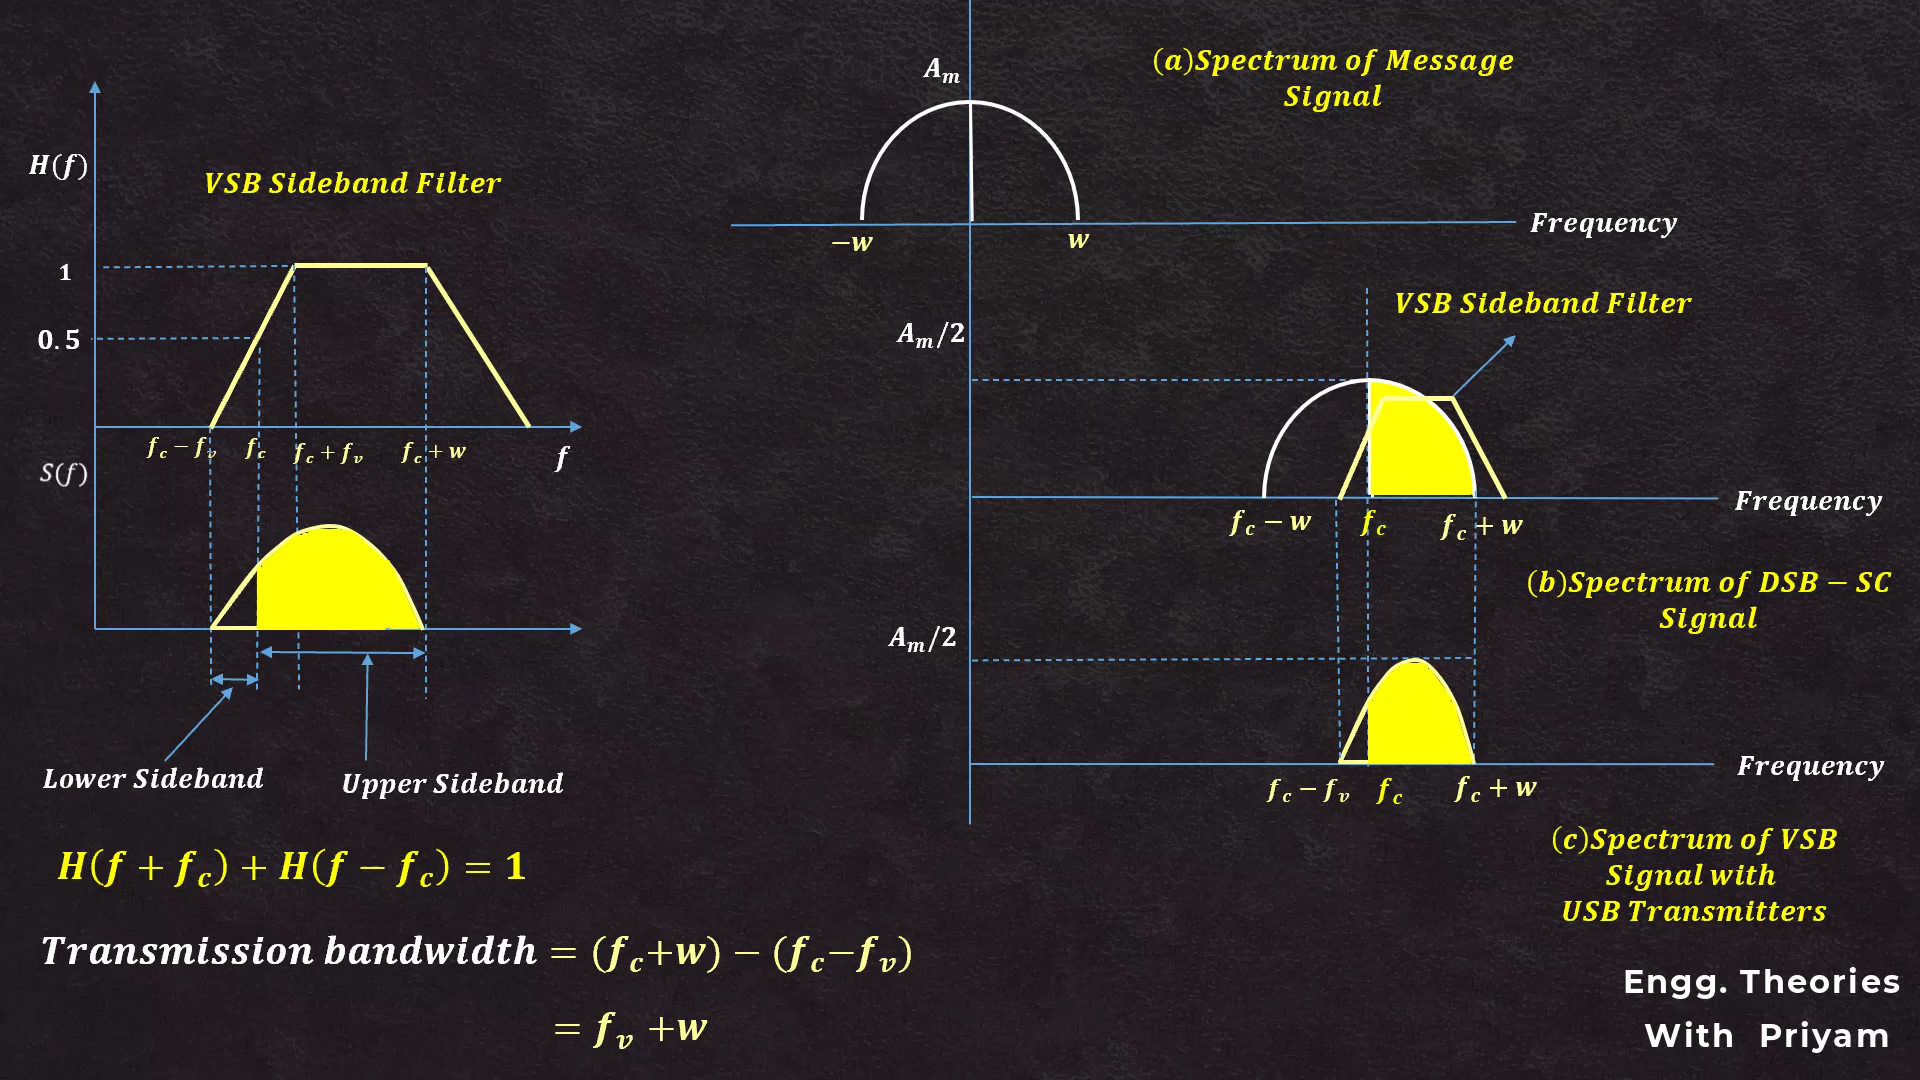 H(f)
VSB Sideband Filter
1
0.5
f_c − f_v f_c f_c + f_v f_c + w
f
S(f)
Lower Sideband
Upper Sideband
H(f + f_c) + H(f − f_c) = 1
Transmission bandwidth = (f_c+w) − (f_c−f_v)
= f_v +w
A_m
(a)Spectrum of Message
Signal
−w
w
Frequency
VSB Sideband Filter
A_m/2
f_c − w
f_c
f_c + w
Frequency
(b)Spectrum of DSB − SC
Signal
A_m/2
f_c − f_v
f_c
f_c + w
Frequency
(c)Spectrum of VSB
Signal with
USB Transmitters
Engg. Theories
With Priyam